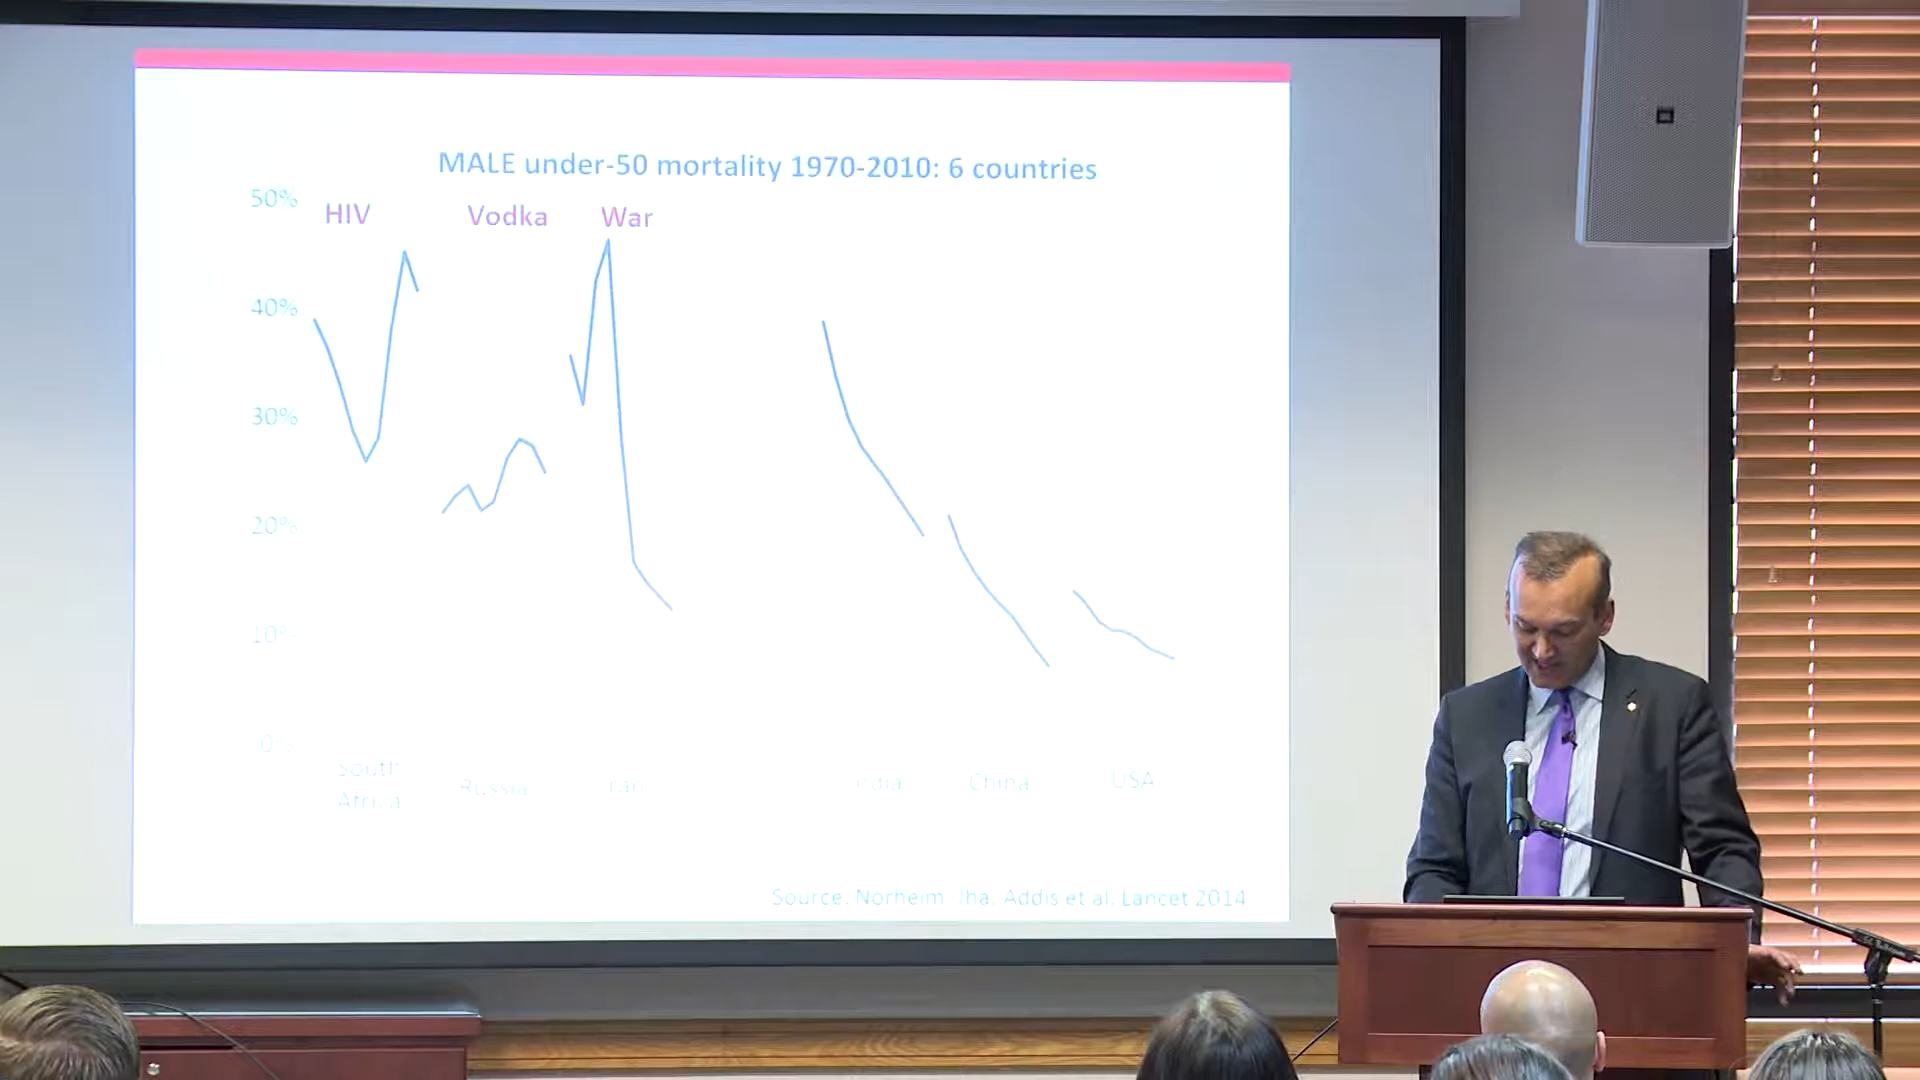 MALE under-50 mortality 1970-2010: 6 countries
50%
HIV
Vodka
War
40%
30%
20%
10%
0%
South
Africa
Russia
Iran
India
China
USA
Source: Norheim, Jha, Addis et al. Lancet 2014